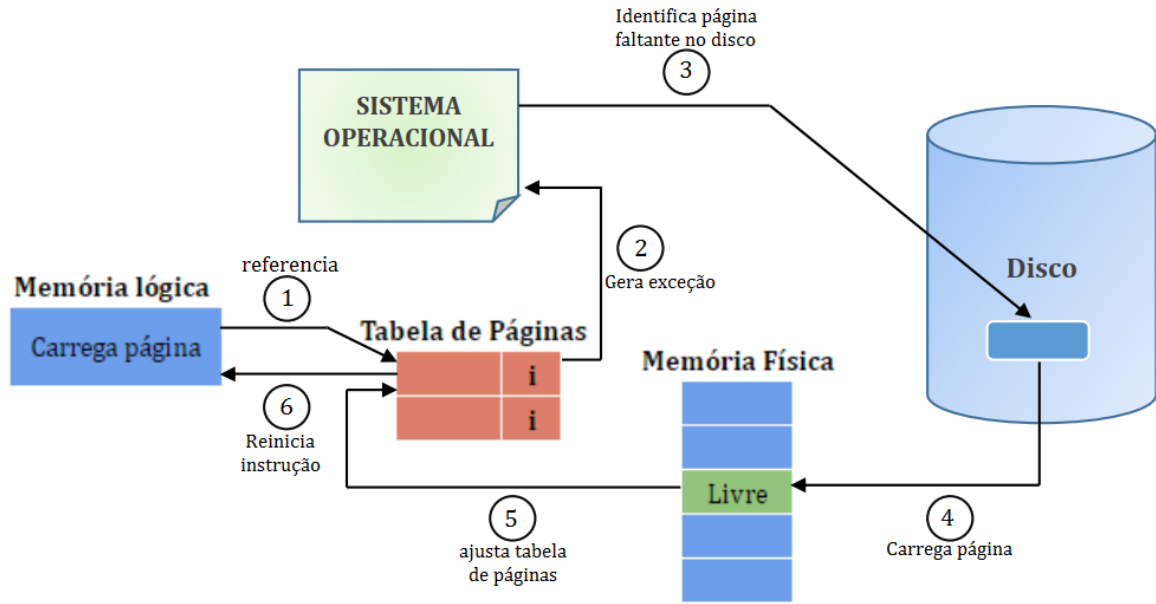 Identifica página
faltante no disco
3
SISTEMA
OPERACIONAL
2
Gera exceção
referencia
1
Memória lógica
Carrega página
Tabela de Páginas
i
i
6
Reinicia
instrução
Disco
Memória Física
Livre
5
ajusta tabela
de páginas
4
Carrega página